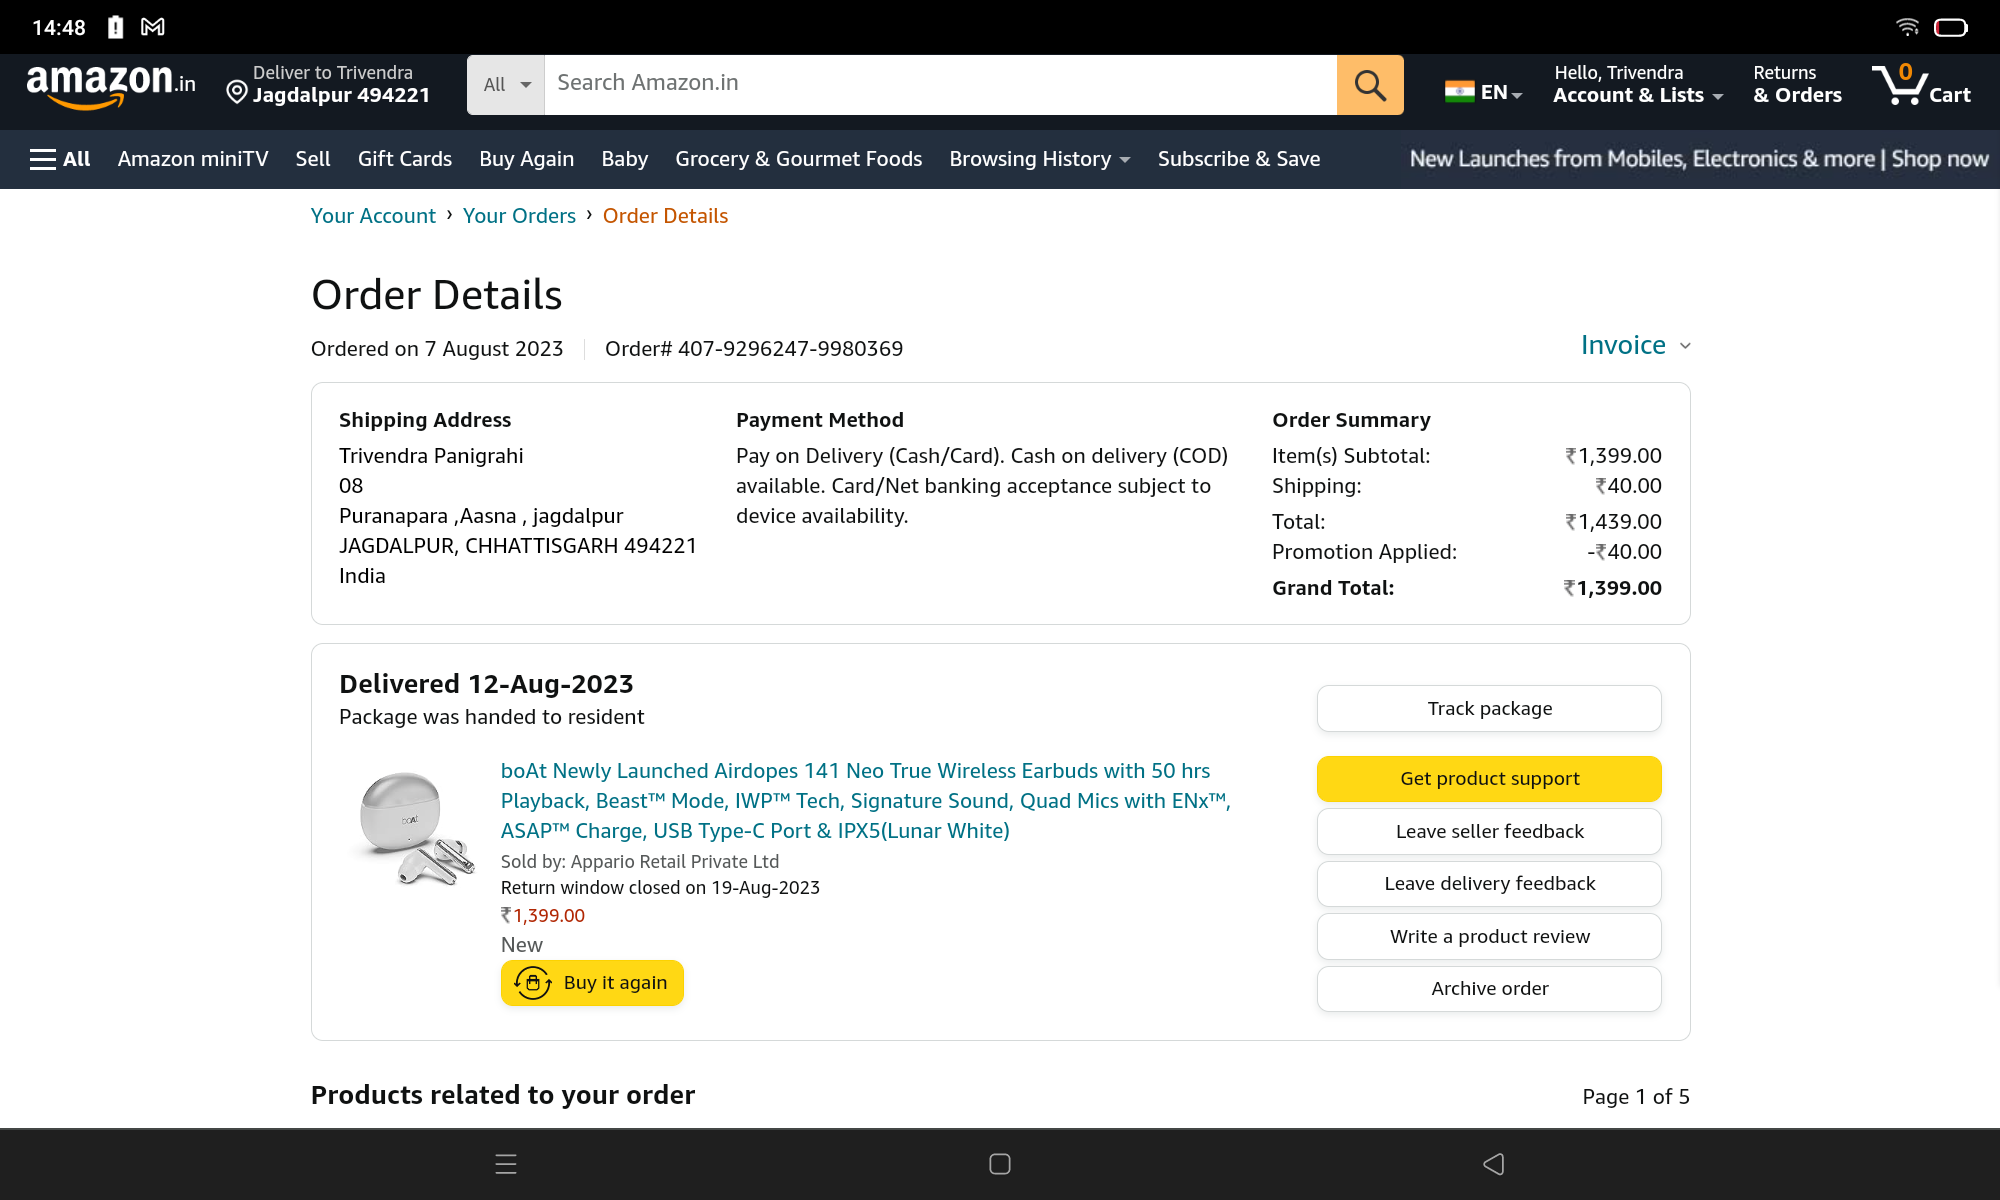 14:48
amazon.in
Deliver to Trivendra
Jagdalpur 494221
All
Search Amazon.in
EN
Hello, Trivendra
Account & Lists
Returns
& Orders
0
Cart
All
Amazon miniTV
Sell
Gift Cards
Buy Again
Baby
Grocery & Gourmet Foods
Browsing History
Subscribe & Save
New Launches from Mobiles, Electronics & more | Shop now
Your Account › Your Orders › Order Details
Order Details
Ordered on 7 August 2023
Order# 407-9296247-9980369
Invoice
Shipping Address
Trivendra Panigrahi
08
Puranapara ,Aasna , jagdalpur
JAGDALPUR, CHHATTISGARH 494221
India
Payment Method
Pay on Delivery (Cash/Card). Cash on delivery (COD)
available. Card/Net banking acceptance subject to
device availability.
Order Summary
Item(s) Subtotal: ₹1,399.00
Shipping: ₹40.00
Total: ₹1,439.00
Promotion Applied: -₹40.00
Grand Total: ₹1,399.00
Delivered 12-Aug-2023
Package was handed to resident
boAt
boAt Newly Launched Airdopes 141 Neo True Wireless Earbuds with 50 hrs
Playback, Beast™ Mode, IWP™ Tech, Signature Sound, Quad Mics with ENx™,
ASAP™ Charge, USB Type-C Port & IPX5(Lunar White)
Sold by: Appario Retail Private Ltd
Return window closed on 19-Aug-2023
₹1,399.00
New
Buy it again
Track package
Get product support
Leave seller feedback
Leave delivery feedback
Write a product review
Archive order
Products related to your order
Page 1 of 5